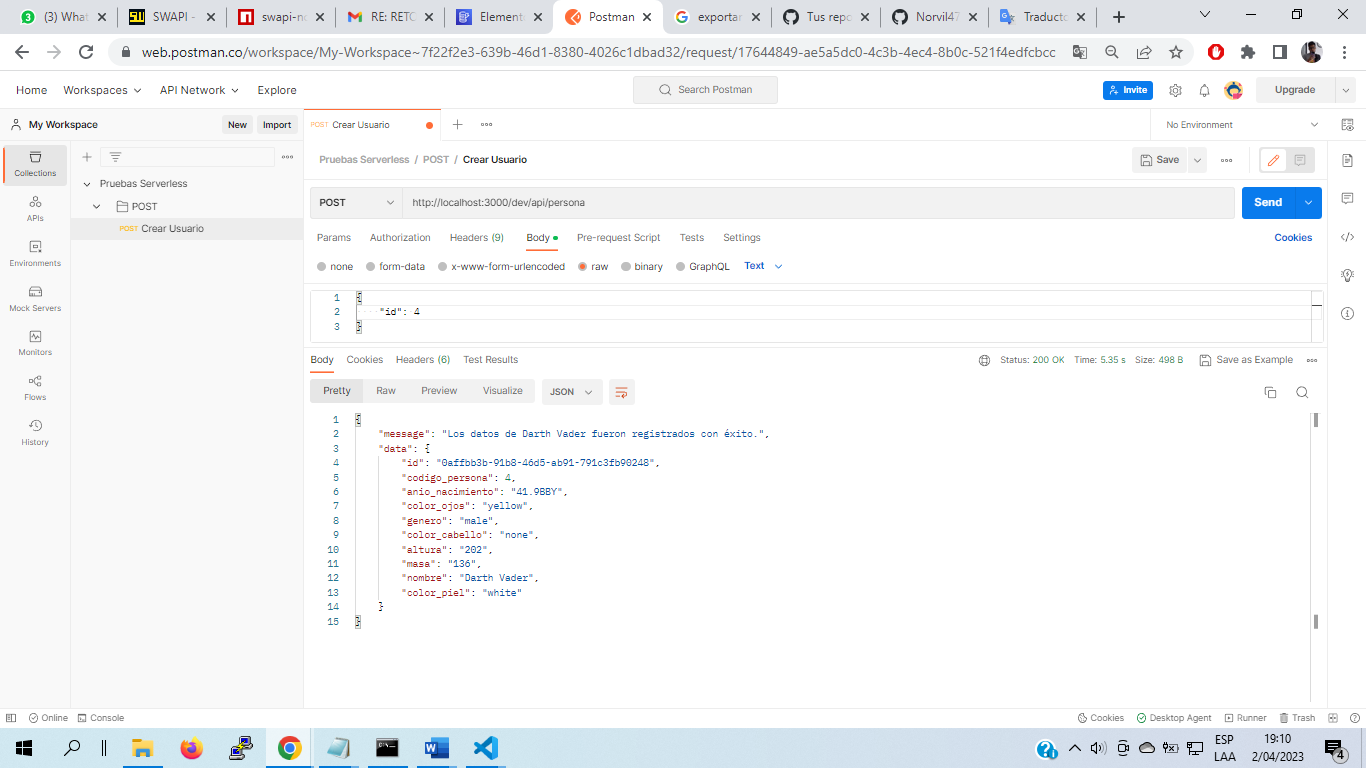 (3) What
SWAPI -
swapi-no
RE: RETO
Elemento
Postman
exportar
Tus repo
Norvil47
Traducto
web.postman.co/workspace/My-Workspace~7f22f2e3-639b-46d1-8380-4026c1dbad32/request/17644849-ae5a5dc0-4c3b-4ec4-8b0c-521f4edfcbcc
Home
Workspaces
API Network
Explore
Search Postman
Invite
Upgrade
My Workspace
New
Import
POST Crear Usuario
No Environment
Collections
APIs
Environments
Mock Servers
Monitors
Flows
History
Pruebas Serverless
POST
POST Crear Usuario
Pruebas Serverless / POST / Crear Usuario
Save
POST
http://localhost:3000/dev/api/persona
Send
Params
Authorization
Headers (9)
Body
Pre-request Script
Tests
Settings
Cookies
none
form-data
x-www-form-urlencoded
raw
binary
GraphQL
Text
1 {
2 "id": 4
3 }
Body
Cookies
Headers (6)
Test Results
Status: 200 OK
Time: 5.35 s
Size: 498 B
Save as Example
Pretty
Raw
Preview
Visualize
JSON
1 {
2 "message": "Los datos de Darth Vader fueron registrados con éxito.",
3 "data": {
4 "id": "0affbb3b-91b8-46d5-ab91-791c3fb90248",
5 "codigo_persona": 4,
6 "anio_nacimiento": "41.9BBY",
7 "color_ojos": "yellow",
8 "genero": "male",
9 "color_cabello": "none",
10 "altura": "202",
11 "masa": "136",
12 "nombre": "Darth Vader",
13 "color_piel": "white"
14 }
15 }
Online
Console
Cookies
Desktop Agent
Runner
Trash
ESP
LAA
19:10
2/04/2023
4